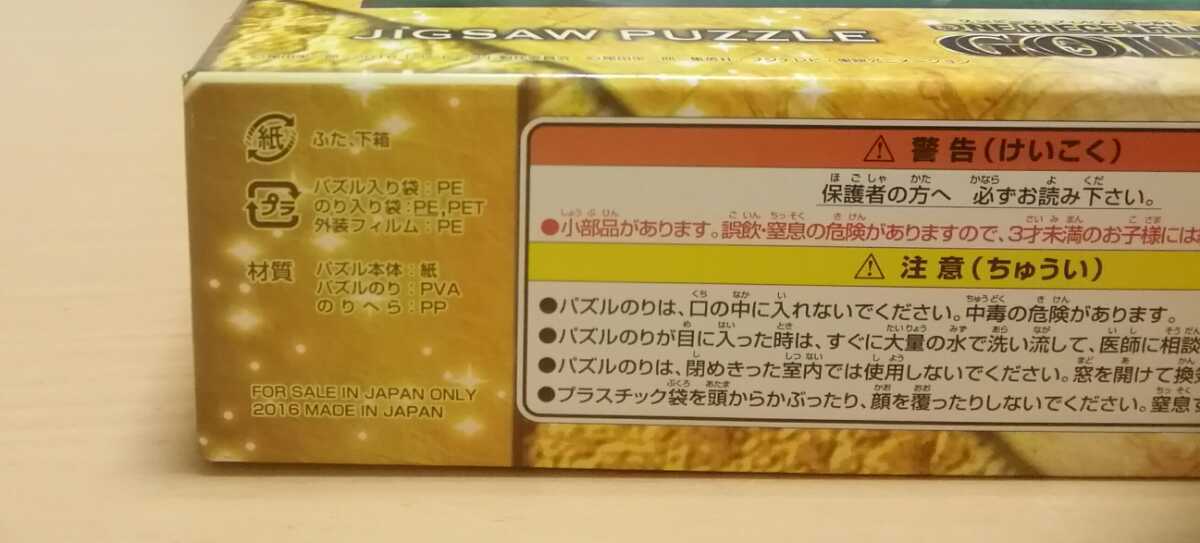 JIGSAW PUZZLE
紙 ふた、下箱
プラ パズル入り袋：PE
のり入り袋：PE,PET
外装フィルム：PE
材質 パズル本体：紙
パズルのり：PVA
のりへら：PP
FOR SALE IN JAPAN ONLY
2016 MADE IN JAPAN
⚠ 警告（けいこく）
保護者の方へ 必ずお読み下さい。
●小部品があります。誤飲・窒息の危険がありますので、3才未満のお子様には
⚠ 注意（ちゅうい）
●パズルのりは、口の中に入れないでください。中毒の危険があります。
●パズルのりが目に入った時は、すぐに大量の水で洗い流して、医師に相談
●パズルのりは、閉めきった室内では使用しないでください。窓を開けて換気
●プラスチック袋を頭からかぶったり、顔を覆ったりしないでください。窒息す